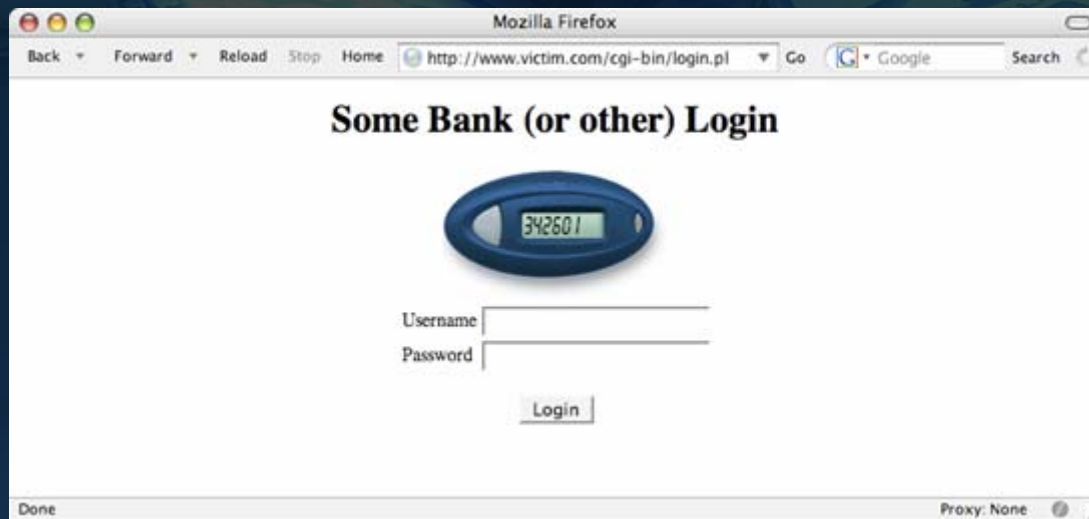 Mozilla Firefox
Back Forward Reload Stop Home http://www.victim.com/cgi-bin/login.pl Go G Google Search
Some Bank (or other) Login
342601
Username
Password
Login
Done Proxy: None